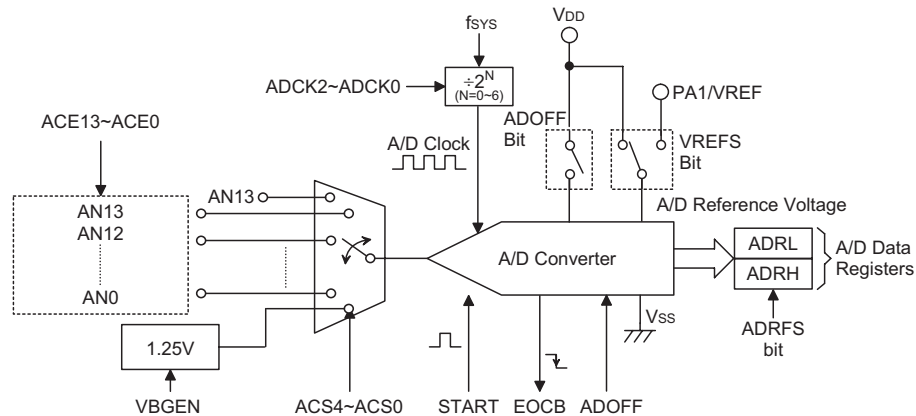 fSYS
VDD
ADCK2~ADCK0
÷2^N
(N=0~6)
PA1/VREF
ADOFF
Bit
VREFS
Bit
ACE13~ACE0
A/D Clock
AN13
AN13
AN12
AN0
A/D Reference Voltage
A/D Converter
ADRL
ADRH
A/D Data
Registers
VSS
ADRFS
bit
1.25V
VBGEN
ACS4~ACS0
START
EOCB
ADOFF